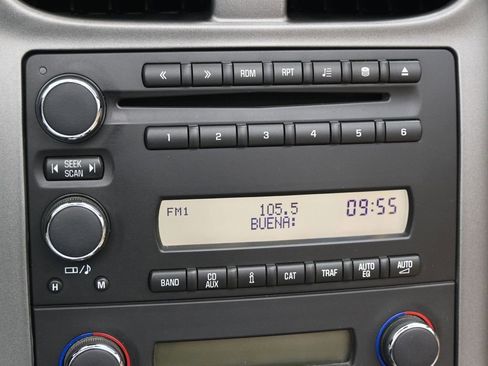 « » RDM RPT
1 2 3 4 5 6
SEEK
SCAN
FM1 105.5 09:55
BUENA:
BAND CD AUX i CAT TRAF AUTO EQ AUTO
H M